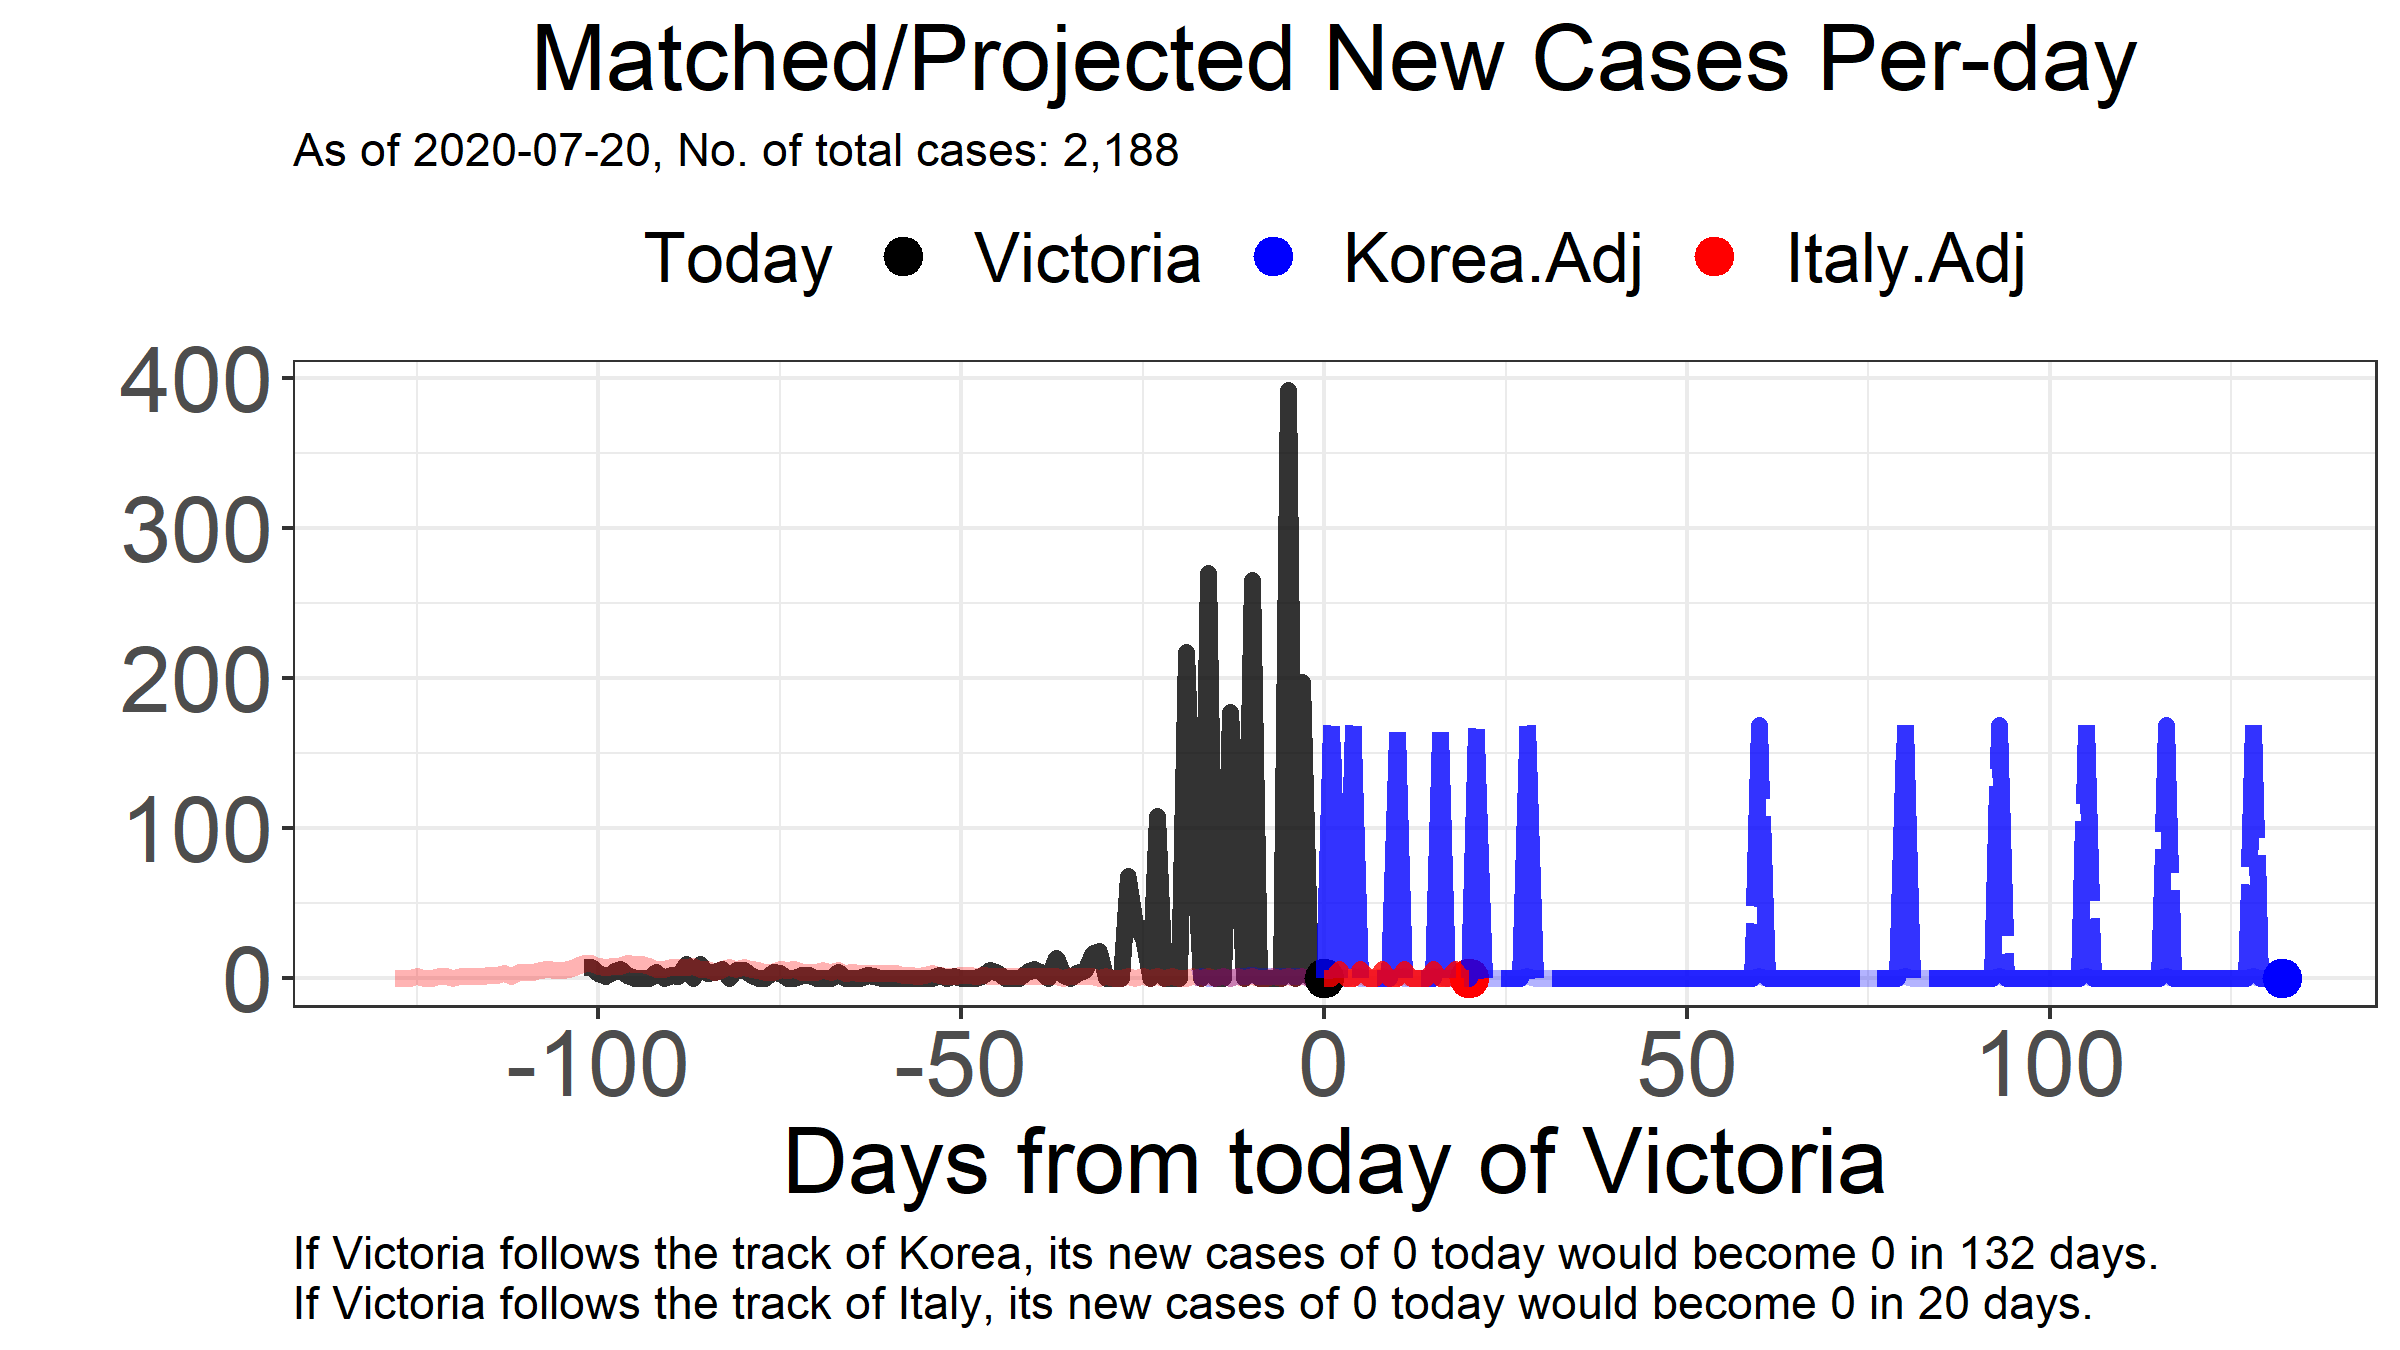 Matched/Projected New Cases Per-day
As of 2020-07-20, No. of total cases: 2,188
Today Victoria Korea.Adj Italy.Adj
400
300
200
100
0
-100 -50 0 50 100
Days from today of Victoria
If Victoria follows the track of Korea, its new cases of 0 today would become 0 in 132 days.
If Victoria follows the track of Italy, its new cases of 0 today would become 0 in 20 days.